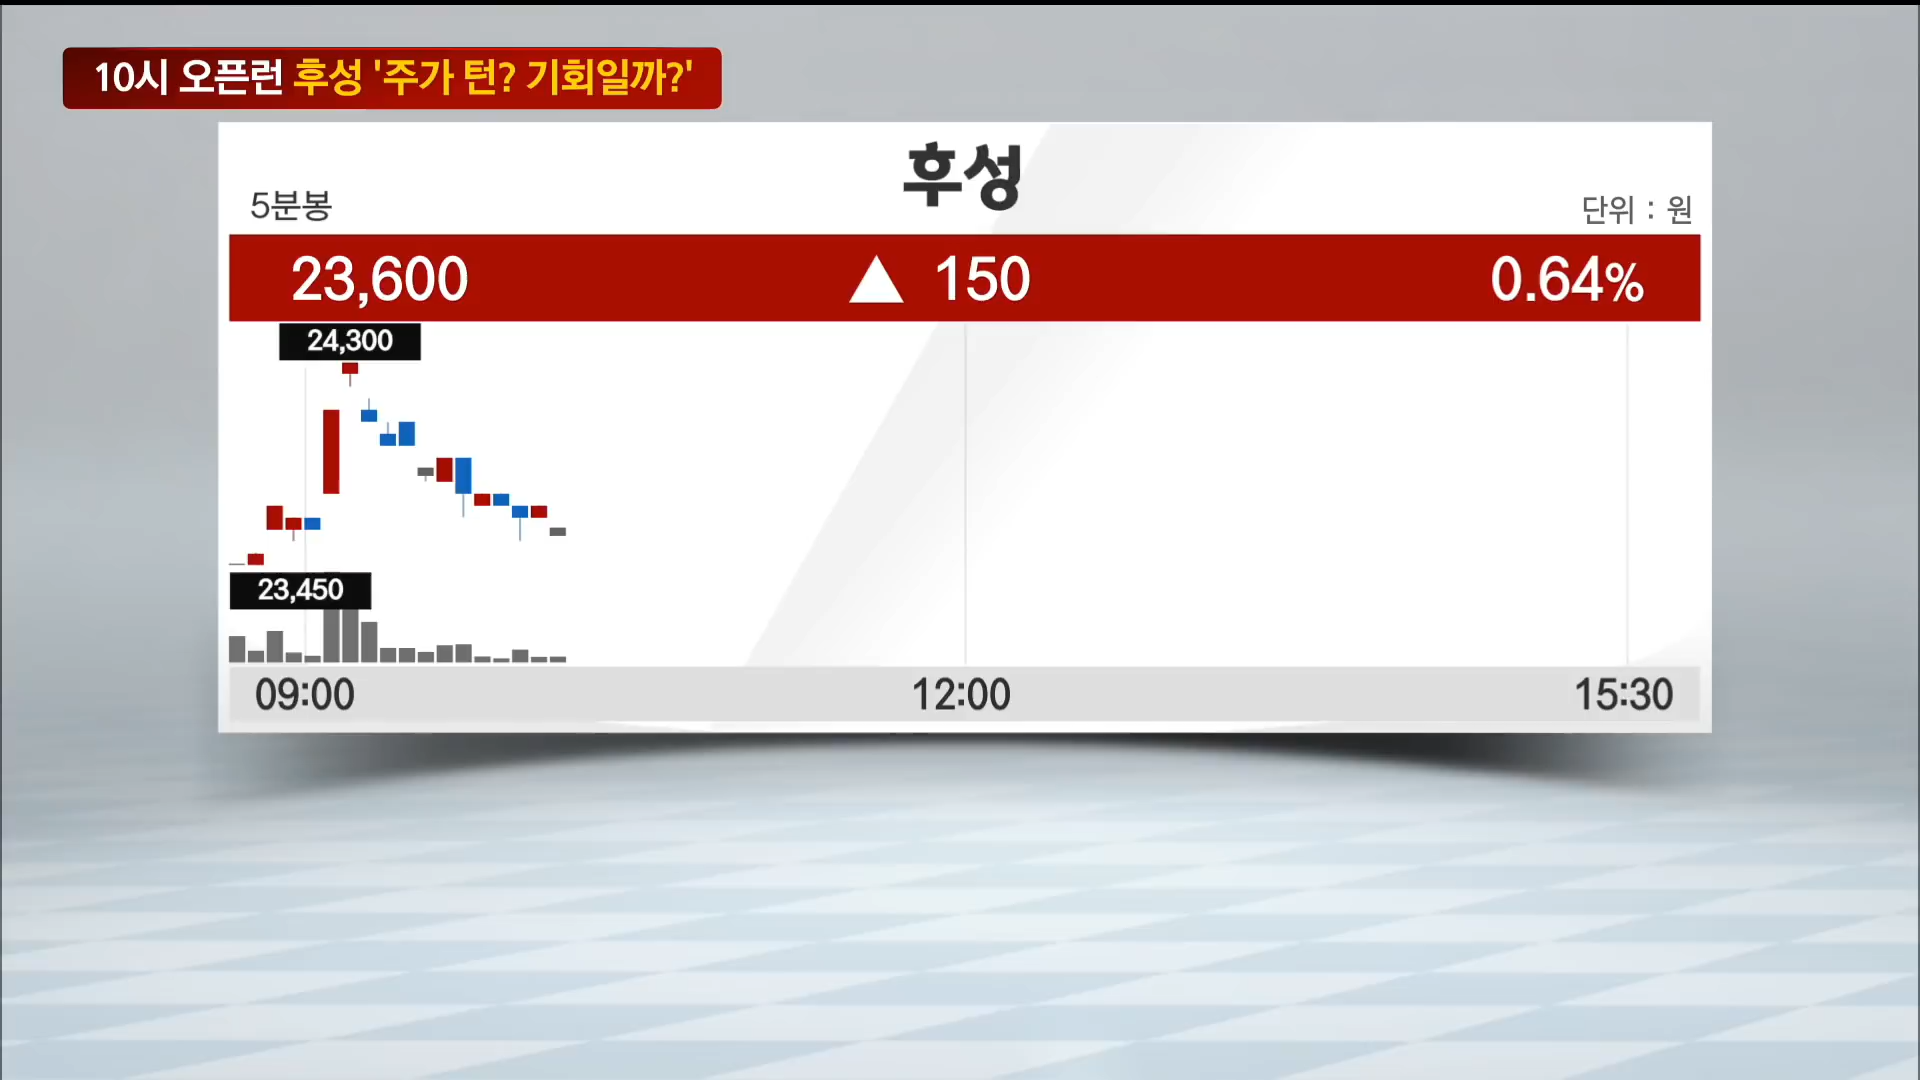 10시 오픈런 후성 '주가 턴? 기회일까?'
후성
5분봉
단위 : 원
23,600 ▲ 150 0.64%
24,300
23,450
09:00 12:00 15:30